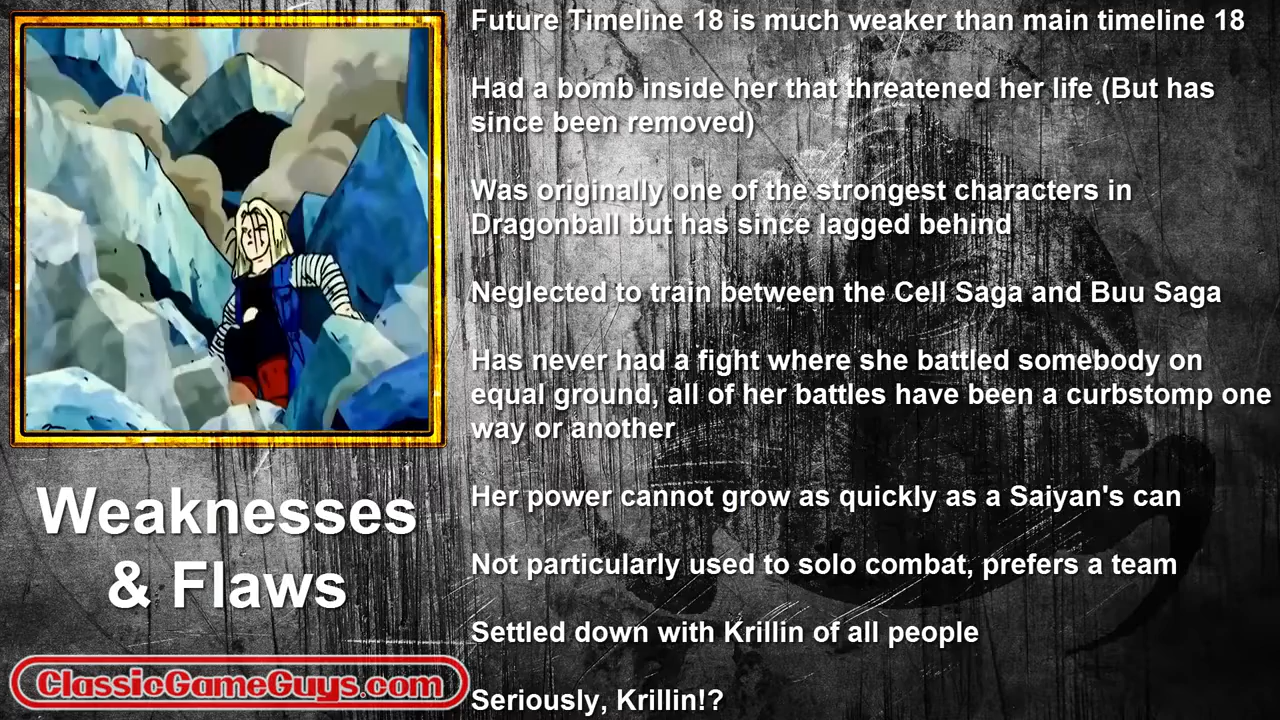 Future Timeline 18 is much weaker than main timeline 18
Had a bomb inside her that threatened her life (But has
since been removed)
Was originally one of the strongest characters in
Dragonball but has since lagged behind
Neglected to train between the Cell Saga and Buu Saga
Has never had a fight where she battled somebody on
equal ground, all of her battles have been a curbstomp one
way or another
Her power cannot grow as quickly as a Saiyan's can
Not particularly used to solo combat, prefers a team
Settled down with Krillin of all people
Seriously, Krillin!?
Weaknesses
& Flaws
ClassicGameGuys.com